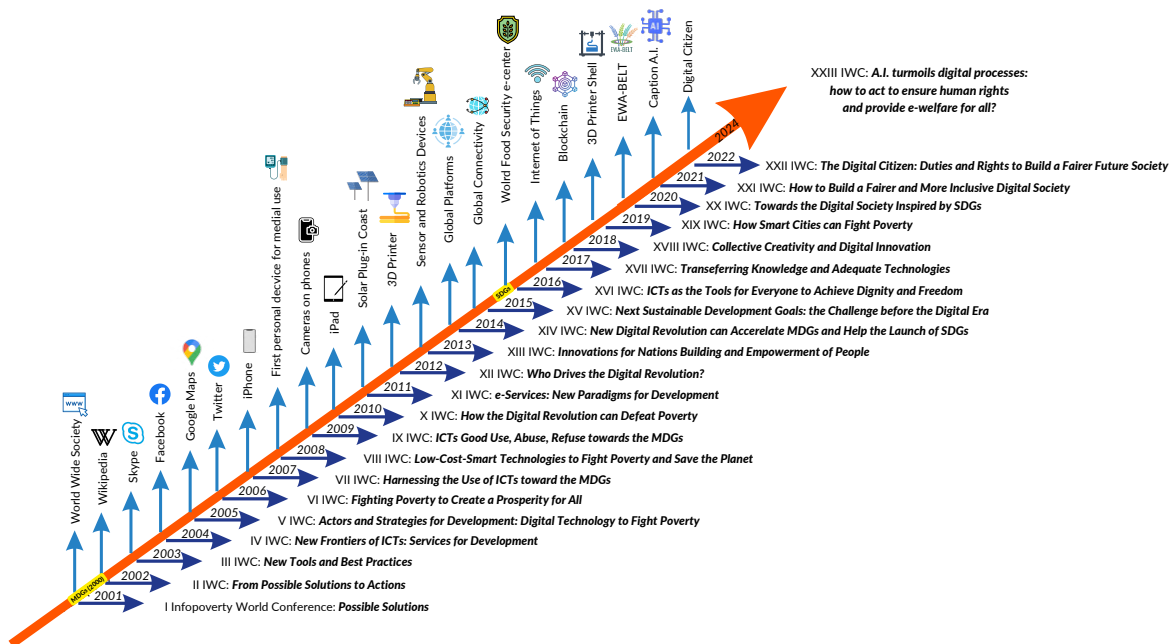 World Wide Society
Wikipedia
Skype
Facebook
Google Maps
Twitter
iPhone
First personal decvice for medial use
Cameras on phones
iPad
Solar Plug-in Coast
3D Printer
Sensor and Robotics Devices
Global Platforms
Global Connectivity
Wolrd Food Security e-center
Internet of Things
Blockchain
3D Printer Shell
EWA-BELT
Caption A.I.
Digital Citizen
WWW
EWA-BELT
AI
MDGs (2000)
SDGs
2024
XXIII IWC: A.I. turmoils digital processes:
how to act to ensure human rights
and provide e-welfare for all?
2022
XXII IWC: The Digital Citizen: Duties and Rights to Build a Fairer Future Society
2021
XXI IWC: How to Build a Fairer and More Inclusive Digital Society
2020
XX IWC: Towards the Digital Society Inspired by SDGs
2019
XIX IWC: How Smart Cities can Fight Poverty
2018
XVIII IWC: Collective Creativity and Digital Innovation
2017
XVII IWC: Transeferring Knowledge and Adequate Technologies
2016
XVI IWC: ICTs as the Tools for Everyone to Achieve Dignity and Freedom
2015
XV IWC: Next Sustainable Development Goals: the Challenge before the Digital Era
2014
XIV IWC: New Digital Revolution can Accerelate MDGs and Help the Launch of SDGs
2013
XIII IWC: Innovations for Nations Building and Empowerment of People
2012
XII IWC: Who Drives the Digital Revolution?
2011
XI IWC: e-Services: New Paradigms for Development
2010
X IWC: How the Digital Revolution can Defeat Poverty
2009
IX IWC: ICTs Good Use, Abuse, Refuse towards the MDGs
2008
VIII IWC: Low-Cost-Smart Technologies to Fight Poverty and Save the Planet
2007
VII IWC: Harnessing the Use of ICTs toward the MDGs
2006
VI IWC: Fighting Poverty to Create a Prosperity for All
2005
V IWC: Actors and Strategies for Development: Digital Technology to Fight Poverty
2004
IV IWC: New Frontiers of ICTs: Services for Development
2003
III IWC: New Tools and Best Practices
2002
II IWC: From Possible Solutions to Actions
2001
I Infopoverty World Conference: Possible Solutions